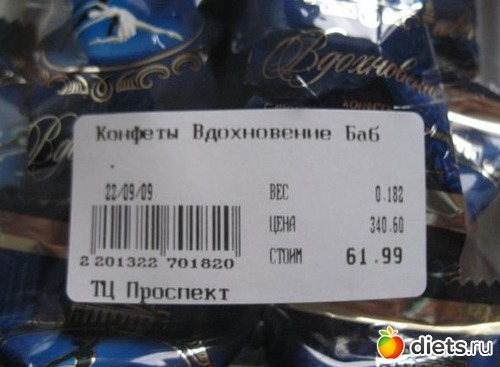 Вдохновение
Конфеты Вдохновение Баб
22/09/09
ВЕС 0.182
ЦЕНА 340.60
СТОИМ 61.99
2 201322 701820
ТЦ Проспект
diets.ru